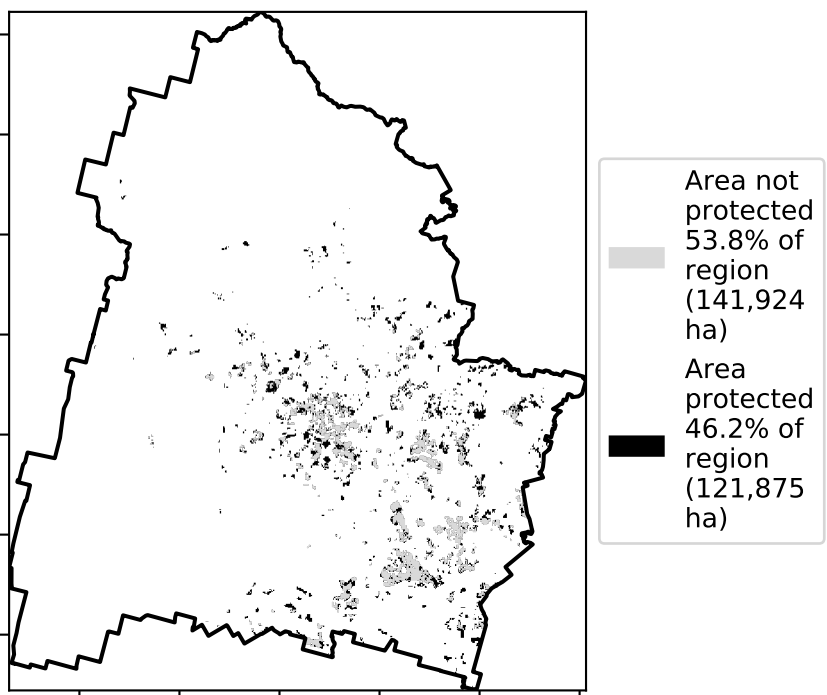 Area not
protected
53.8% of
region
(141,924
ha)
Area
protected
46.2% of
region
(121,875
ha)